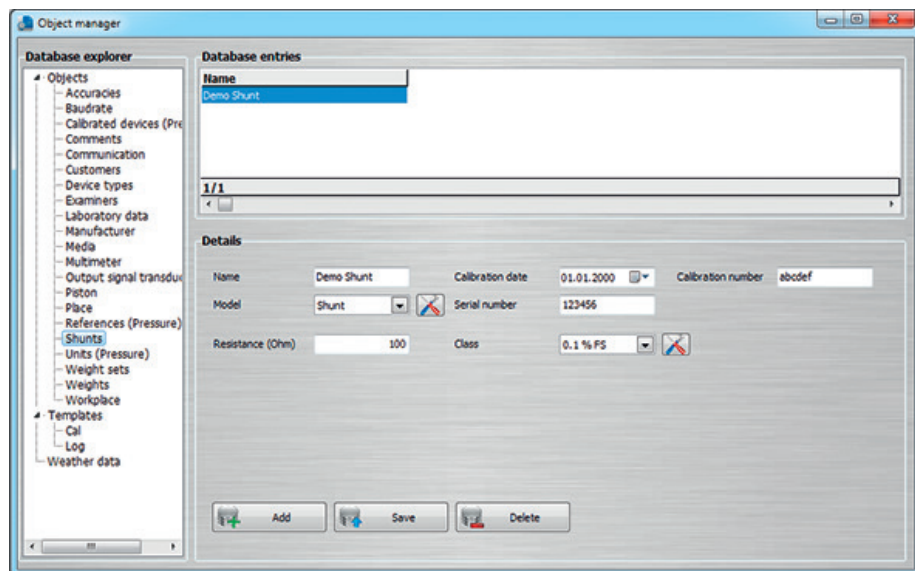 Object manager
Database explorer
Objects
Accuracies
Baudrate
Calibrated devices (Pre
Comments
Communication
Customers
Device types
Examiners
Laboratory data
Manufacturer
Media
Multimeter
Output signal transduc
Piston
Place
References (Pressure)
Shunts
Units (Pressure)
Weight sets
Weights
Workplace
Templates
Cal
Log
Weather data
Database entries
Name
Demo Shunt
1/1
Details
Name Demo Shunt Calibration date 01.01.2000 Calibration number abcdef
Model Shunt Serial number 123456
Resistance (Ohm) 100 Class 0.1 % FS
Add Save Delete